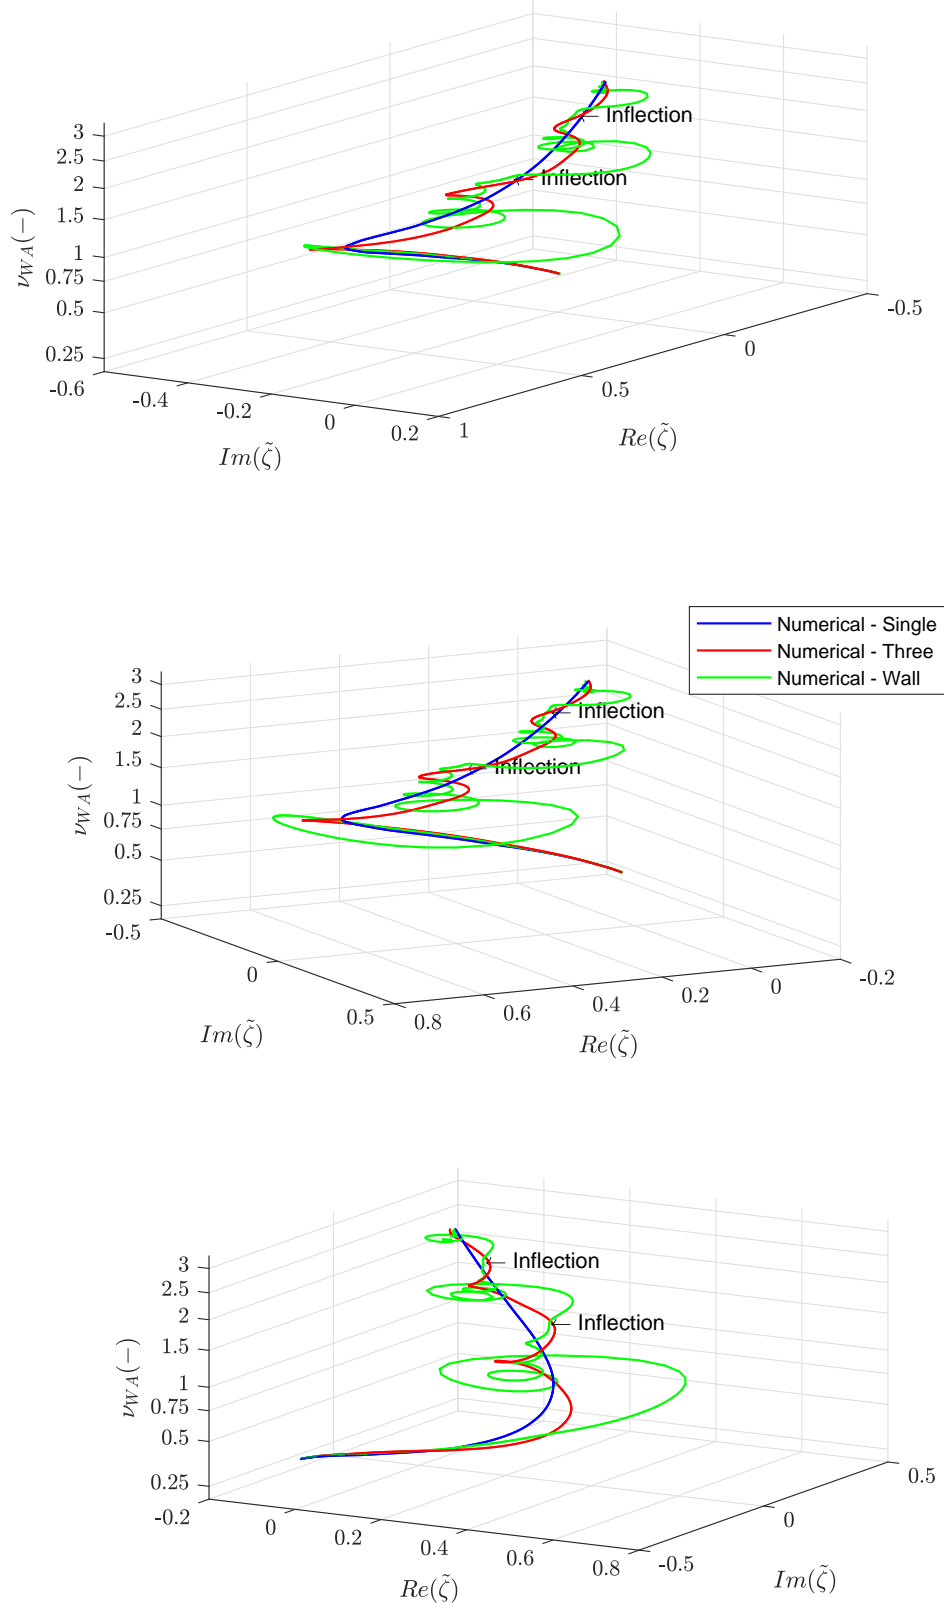 3
2.5
2
1.5
1
0.75
0.5
0.25
ν_{WA}(−)
Inflection
Inflection
-0.6
-0.4
-0.2
0
0.2
Im(ζ̃)
1
0.5
0
-0.5
Re(ζ̃)
Numerical - Single
Numerical - Three
Numerical - Wall
3
2.5
2
1.5
1
0.75
0.5
0.25
ν_{WA}(−)
Inflection
Inflection
-0.5
0
0.5
Im(ζ̃)
0.8
0.6
0.4
0.2
0
-0.2
Re(ζ̃)
3
2.5
2
1.5
1
0.75
0.5
0.25
ν_{WA}(−)
Inflection
Inflection
-0.2
0
0.2
0.4
0.6
0.8
Re(ζ̃)
-0.5
0
0.5
Im(ζ̃)